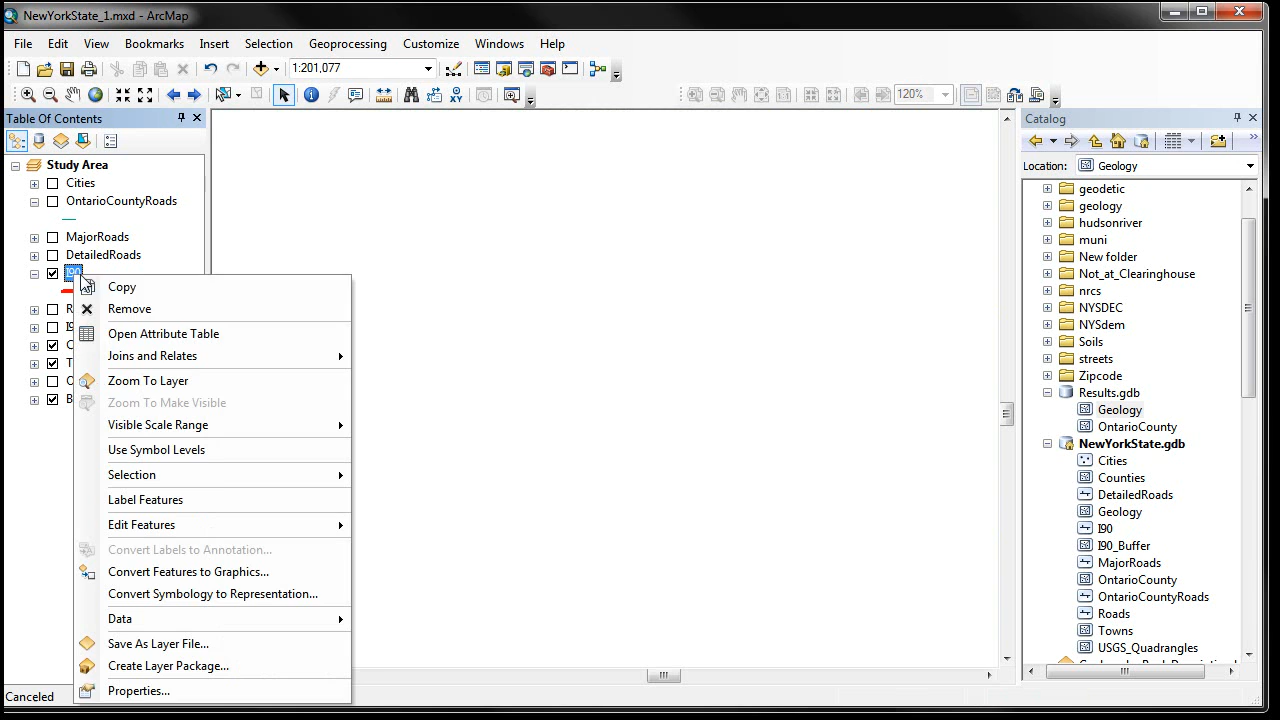 NewYorkState_1.mxd - ArcMap
File Edit View Bookmarks Insert Selection Geoprocessing Customize Windows Help
1:201,077
120%
Table Of Contents
Study Area
Cities
OntarioCountyRoads
MajorRoads
DetailedRoads
I90
R
I9
C
T
O
B
Copy
Remove
Open Attribute Table
Joins and Relates
Zoom To Layer
Zoom To Make Visible
Visible Scale Range
Use Symbol Levels
Selection
Label Features
Edit Features
Convert Labels to Annotation...
Convert Features to Graphics...
Convert Symbology to Representation...
Data
Save As Layer File...
Create Layer Package...
Properties...
Canceled
Catalog
Location: Geology
geodetic
geology
hudsonriver
muni
New folder
Not_at_Clearinghouse
nrcs
NYSDEC
NYSdem
Soils
streets
Zipcode
Results.gdb
Geology
OntarioCounty
NewYorkState.gdb
Cities
Counties
DetailedRoads
Geology
I90
I90_Buffer
MajorRoads
OntarioCounty
OntarioCountyRoads
Roads
Towns
USGS_Quadrangles